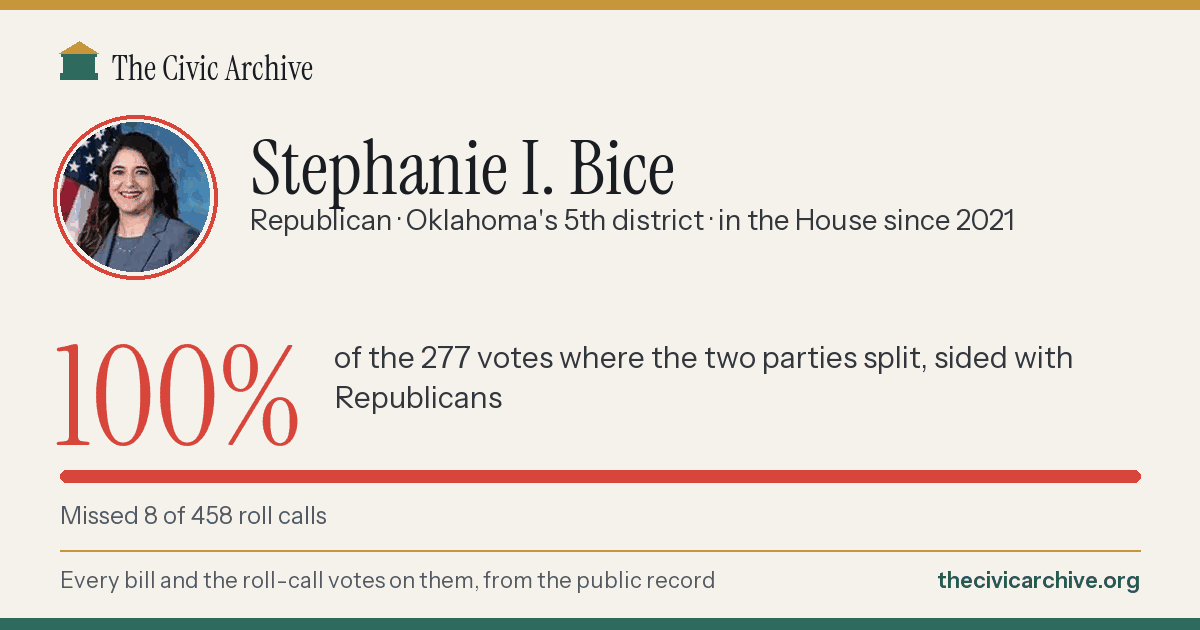 The Civic Archive
Stephanie I. Bice
Republican · Oklahoma's 5th district · in the House since 2021
100%
of the 277 votes where the two parties split, sided with
Republicans
Missed 8 of 458 roll calls
Every bill and the roll-call votes on them, from the public record
thecivicarchive.org